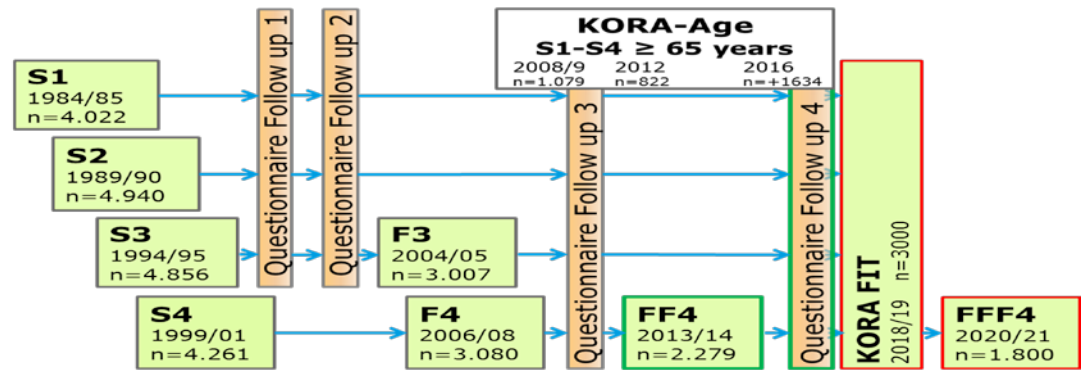 KORA-Age
S1-S4 ≥ 65 years
2008/9 2012 2016
n=1.079 n=822 n=+1634
Questionnaire Follow up 1
Questionnaire Follow up 2
Questionnaire Follow up 3
Questionnaire Follow up 4
S1
1984/85
n=4.022
S2
1989/90
n=4.940
S3
1994/95
n=4.856
F3
2004/05
n=3.007
S4
1999/01
n=4.261
F4
2006/08
n=3.080
FF4
2013/14
n=2.279
KORA FIT
2018/19 n=3000
FFF4
2020/21
n=1.800